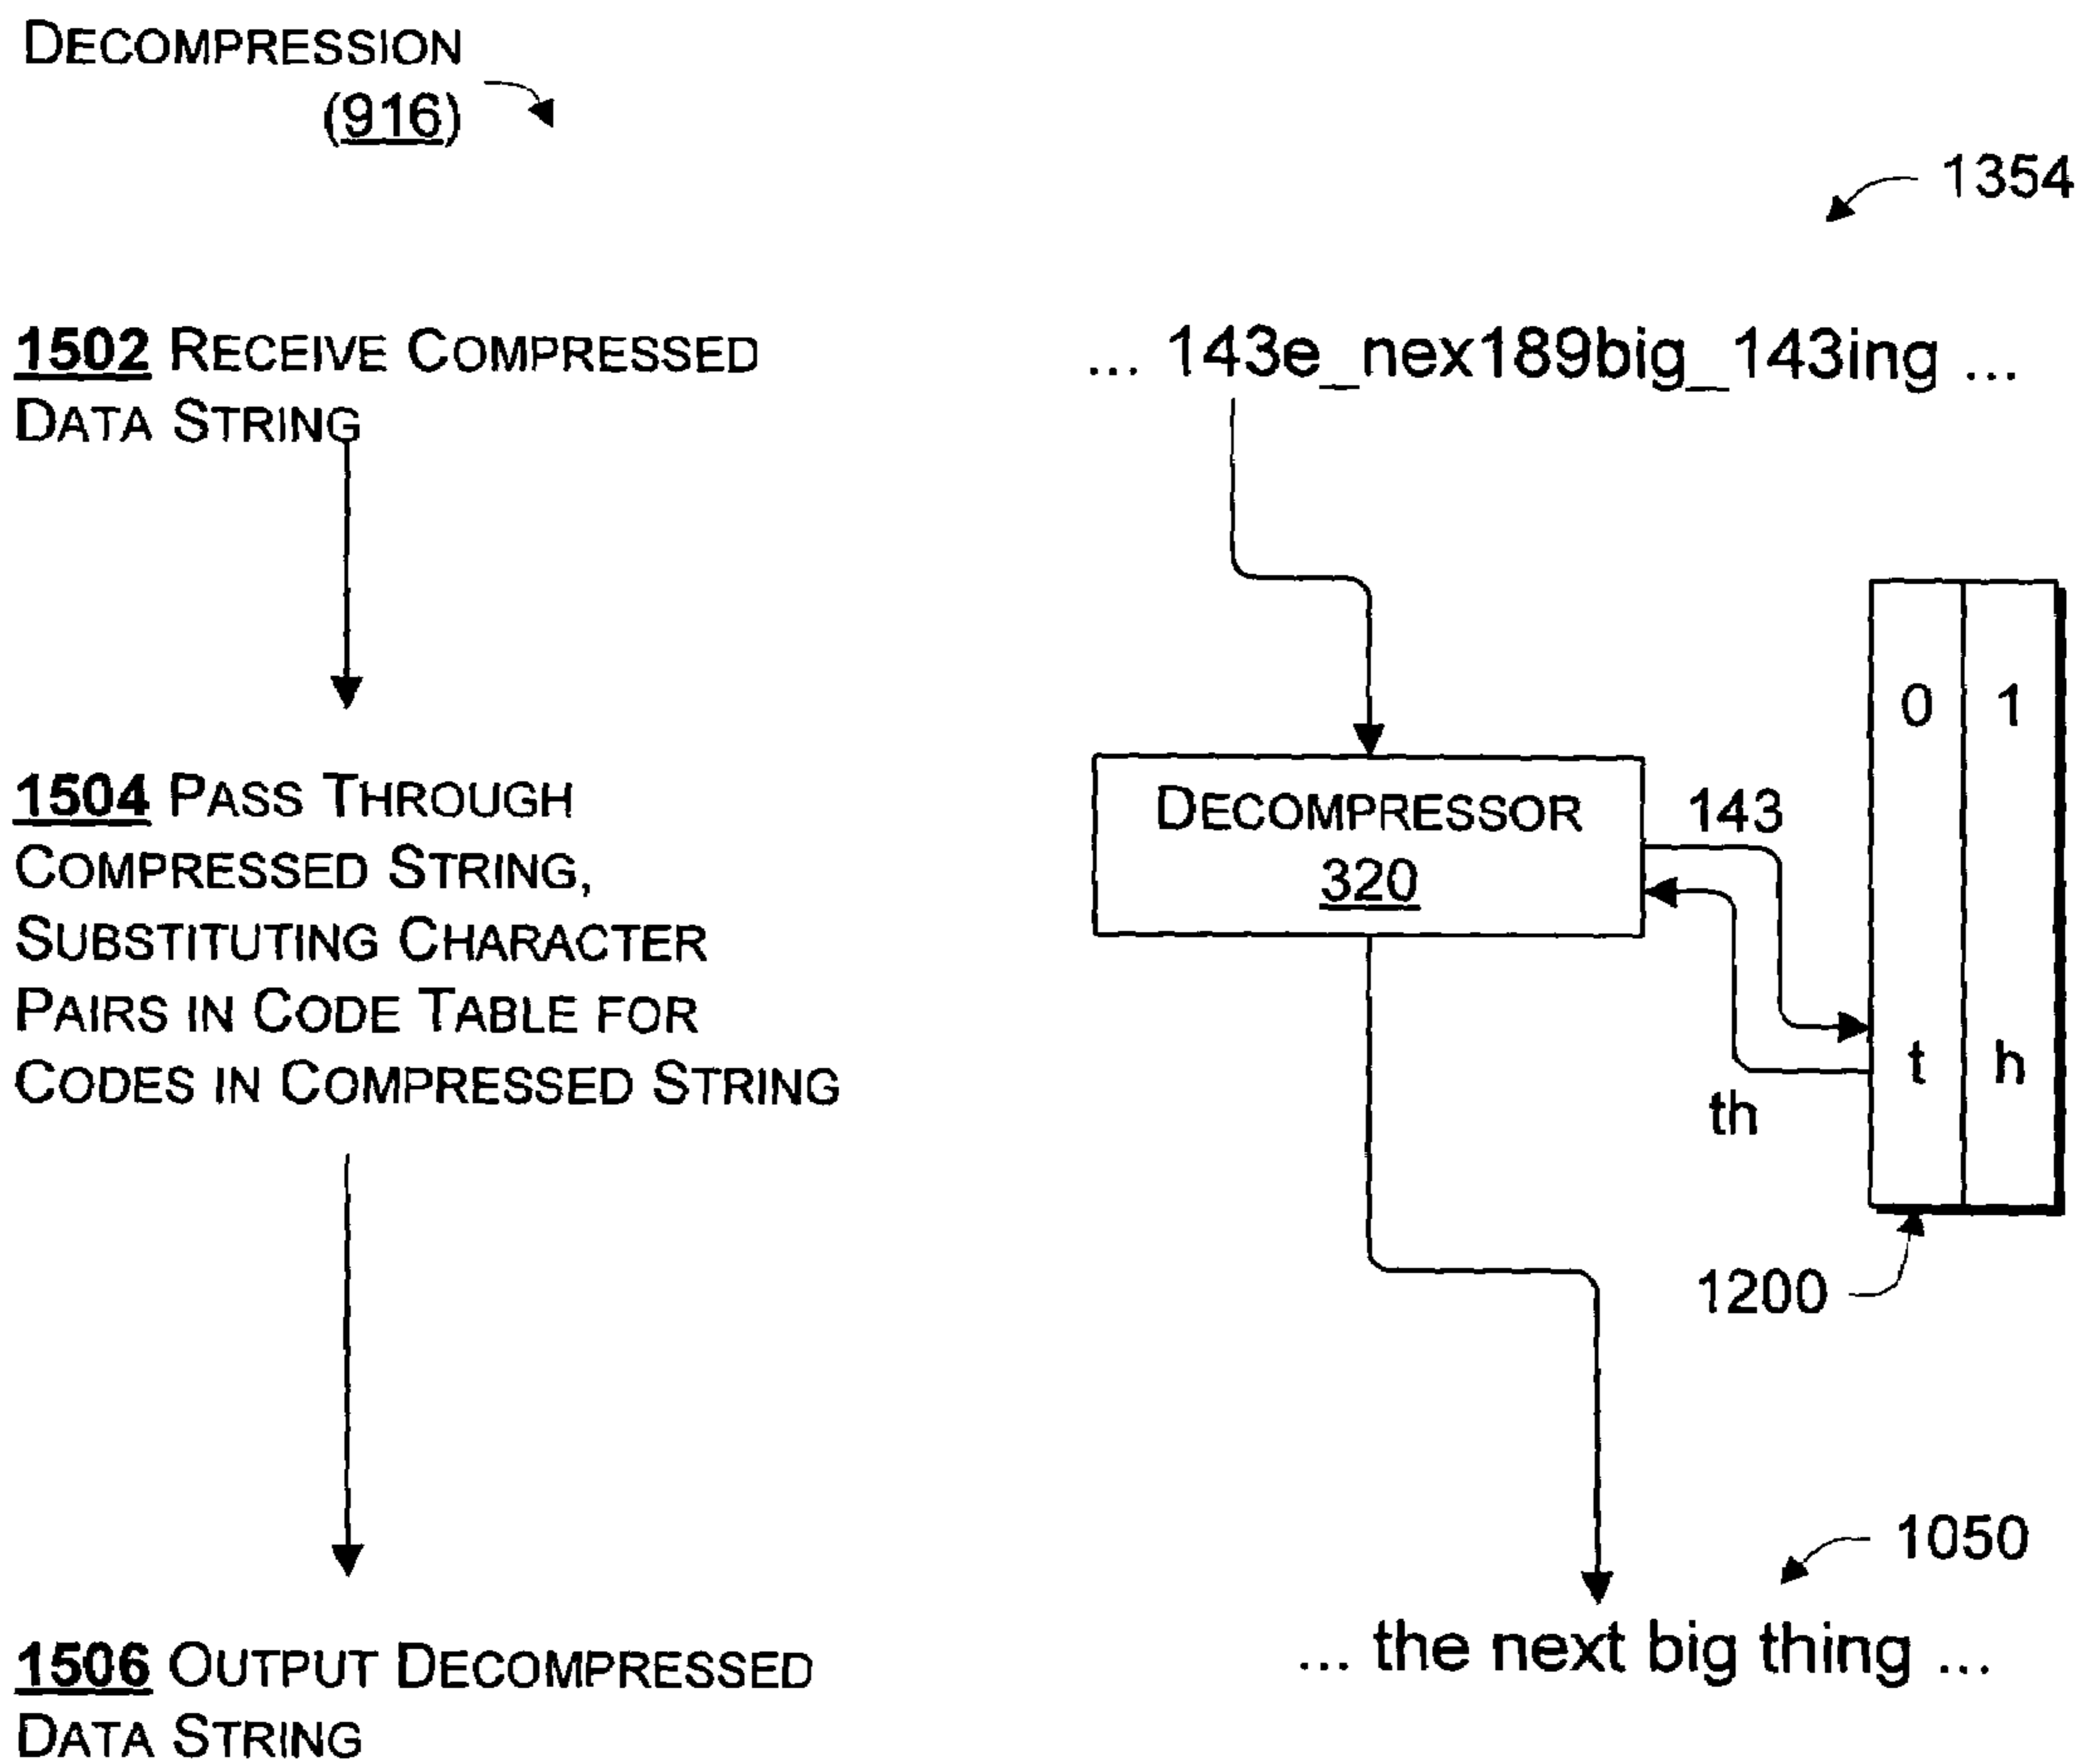 DECOMPRESSION
(916)
1354
1502 RECEIVE COMPRESSED
DATA STRING
... 143e_nex189big_143ing ...
0 1
1504 PASS THROUGH
COMPRESSED STRING,
SUBSTITUTING CHARACTER
PAIRS IN CODE TABLE FOR
CODES IN COMPRESSED STRING
DECOMPRESSOR
320
143
t h
th
1200
1050
... the next big thing ...
1506 OUTPUT DECOMPRESSED
DATA STRING